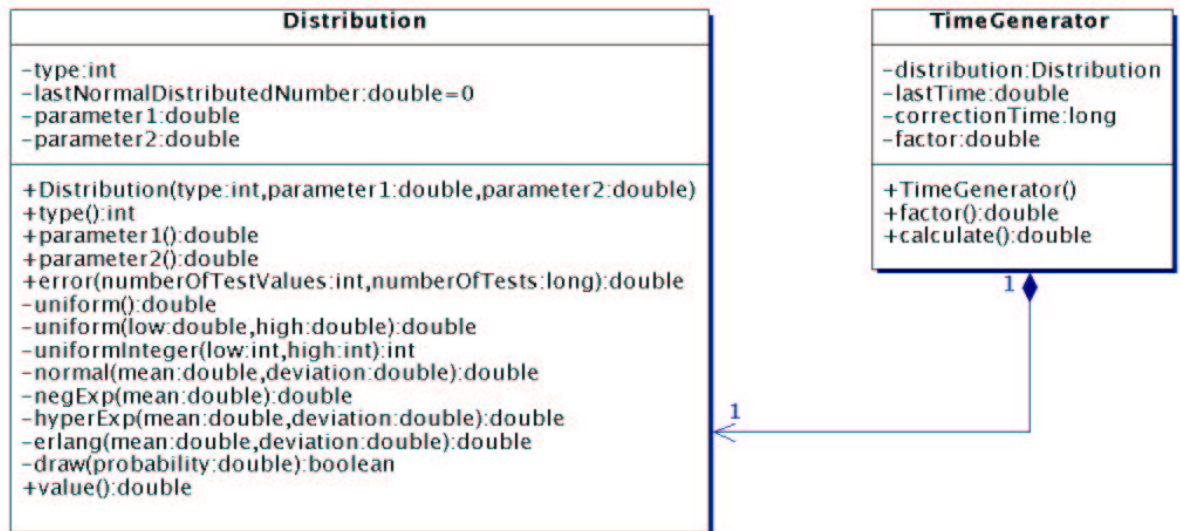 Distribution
-type:int
-lastNormalDistributedNumber:double=0
-parameter1:double
-parameter2:double
+Distribution(type:int,parameter1:double,parameter2:double)
+type():int
+parameter1():double
+parameter2():double
+error(numberOfTestValues:int,numberOfTests:long):double
-uniform():double
-uniform(low:double,high:double):double
-uniformInteger(low:int,high:int):int
-normal(mean:double,deviation:double):double
-negExp(mean:double):double
-hyperExp(mean:double,deviation:double):double
-erlang(mean:double,deviation:double):double
-draw(probability:double):boolean
+value():double
TimeGenerator
-distribution:Distribution
-lastTime:double
-correctionTime:long
-factor:double
+TimeGenerator()
+factor():double
+calculate():double
1
1